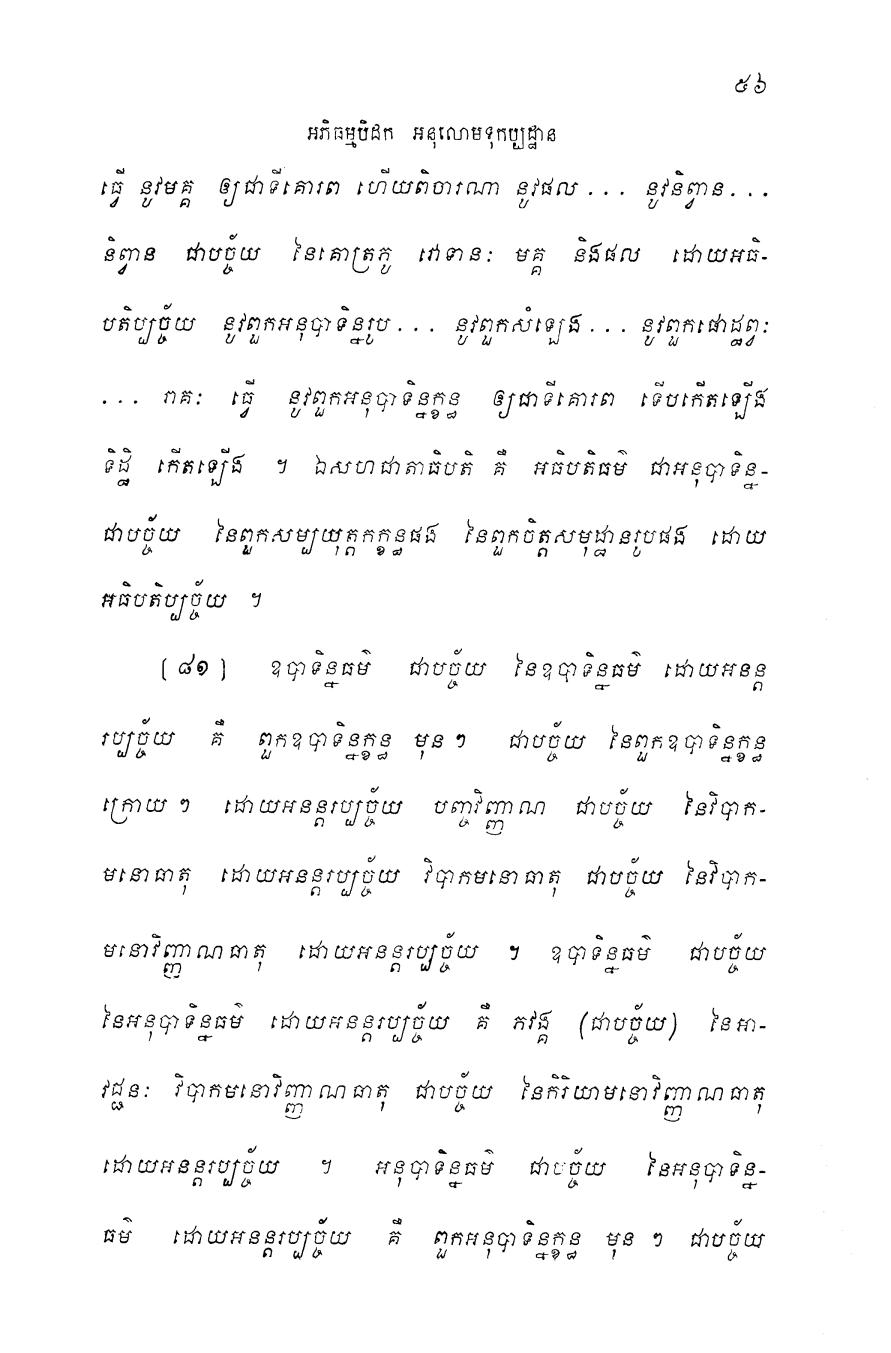 ៥៦
អភិធម្មបិដក អនុលោមទុកប្បដ្ឋាន
ធ្វើ នូវមគ្គ ឲ្យជាទីគោរព ហើយពិចារណា នូវផល . . . នូវនិព្វាន . . .
និព្វាន ជាបច្ច័យ នៃគោត្រភូ វោទានៈ មគ្គ និងផល ដោយអធិ-
បតិប្បច្ច័យ នូវពួកអនុបាទិន្នរូប . . . នូវពួកសំឡេង . . . នូវពួកផោដ្ឋព្វៈ
. . . រាគៈ ធ្វើ នូវពួកអនុបាទិន្នក្ខន្ធ ឲ្យជាទីគោរព ទើបកើតឡើង
ទិដ្ឋិ កើតឡើង ។ ឯសហជាតាធិបតិ គឺ អធិបតិធម៌ ជាអនុបាទិន្ន-
ជាបច្ច័យ នៃពួកសម្បយុត្តកក្ខន្ធផង នៃពួកចិត្តសមុដ្ឋានរូបផង ដោយ
អធិបតិប្បច្ច័យ ។
(៨១) ឧបាទិន្នធម៌ ជាបច្ច័យ នៃឧបាទិន្នធម៌ ដោយអនន្ត
រប្បច្ច័យ គឺ ពួកឧបាទិន្នក្ខន្ធ មុន ៗ ជាបច្ច័យ នៃពួកឧបាទិន្នក្ខន្ធ
ក្រោយ ៗ ដោយអនន្តរប្បច្ច័យ បញ្ចវិញ្ញាណ ជាបច្ច័យ នៃវិបាក-
មនោធាតុ ដោយអនន្តរប្បច្ច័យ វិបាកមនោធាតុ ជាបច្ច័យ នៃវិបាក-
មនោវិញ្ញាណធាតុ ដោយអនន្តរប្បច្ច័យ ។ ឧបាទិន្នធម៌ ជាបច្ច័យ
នៃអនុបាទិន្នធម៌ ដោយអនន្តរប្បច្ច័យ គឺ ភវង្គ (ជាបច្ច័យ) នៃអា-
វជ្ជនៈ វិបាកមនោវិញ្ញាណធាតុ ជាបច្ច័យ នៃកិរិយាមនោវិញ្ញាណធាតុ
ដោយអនន្តរប្បច្ច័យ ។ អនុបាទិន្នធម៌ ជាបច្ច័យ នៃអនុបាទិន្ន-
ធម៌ ដោយអនន្តរប្បច្ច័យ គឺ ពួកអនុបាទិន្នក្ខន្ធ មុន ៗ ជាបច្ច័យ